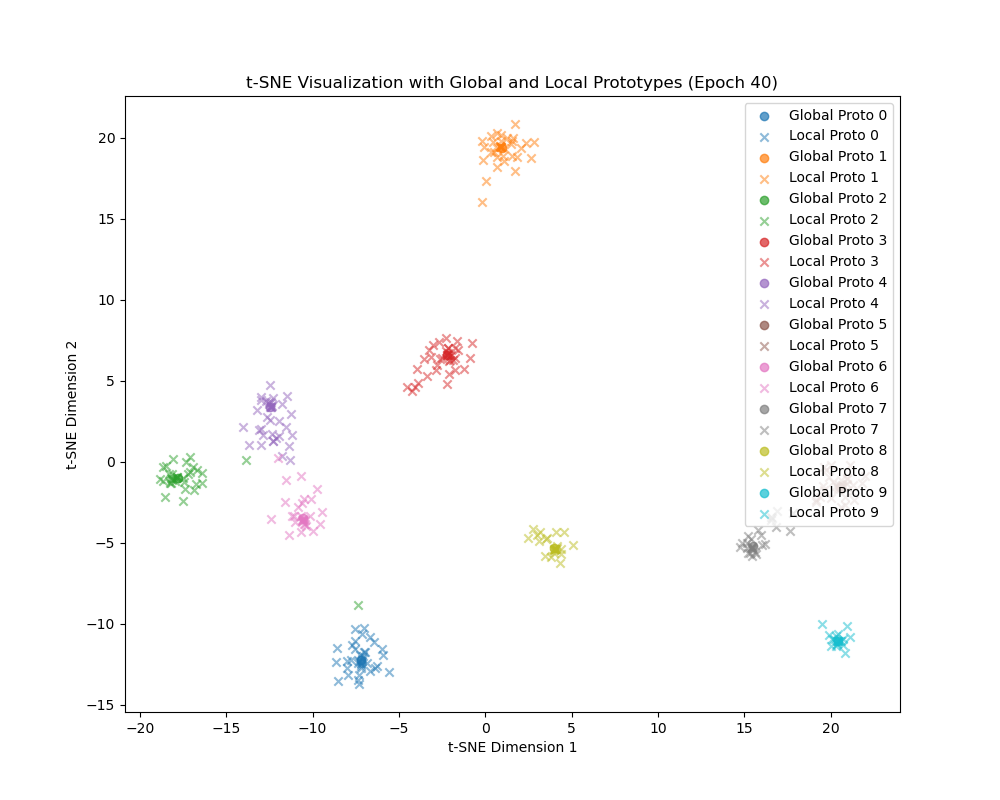 t-SNE Visualization with Global and Local Prototypes (Epoch 40)
Global Proto 0
Local Proto 0
Global Proto 1
Local Proto 1
Global Proto 2
Local Proto 2
Global Proto 3
Local Proto 3
Global Proto 4
Local Proto 4
Global Proto 5
Local Proto 5
Global Proto 6
Local Proto 6
Global Proto 7
Local Proto 7
Global Proto 8
Local Proto 8
Global Proto 9
Local Proto 9
t-SNE Dimension 2
20
15
10
5
0
−5
−10
−15
−20
−15
−10
−5
0
5
10
15
20
t-SNE Dimension 1